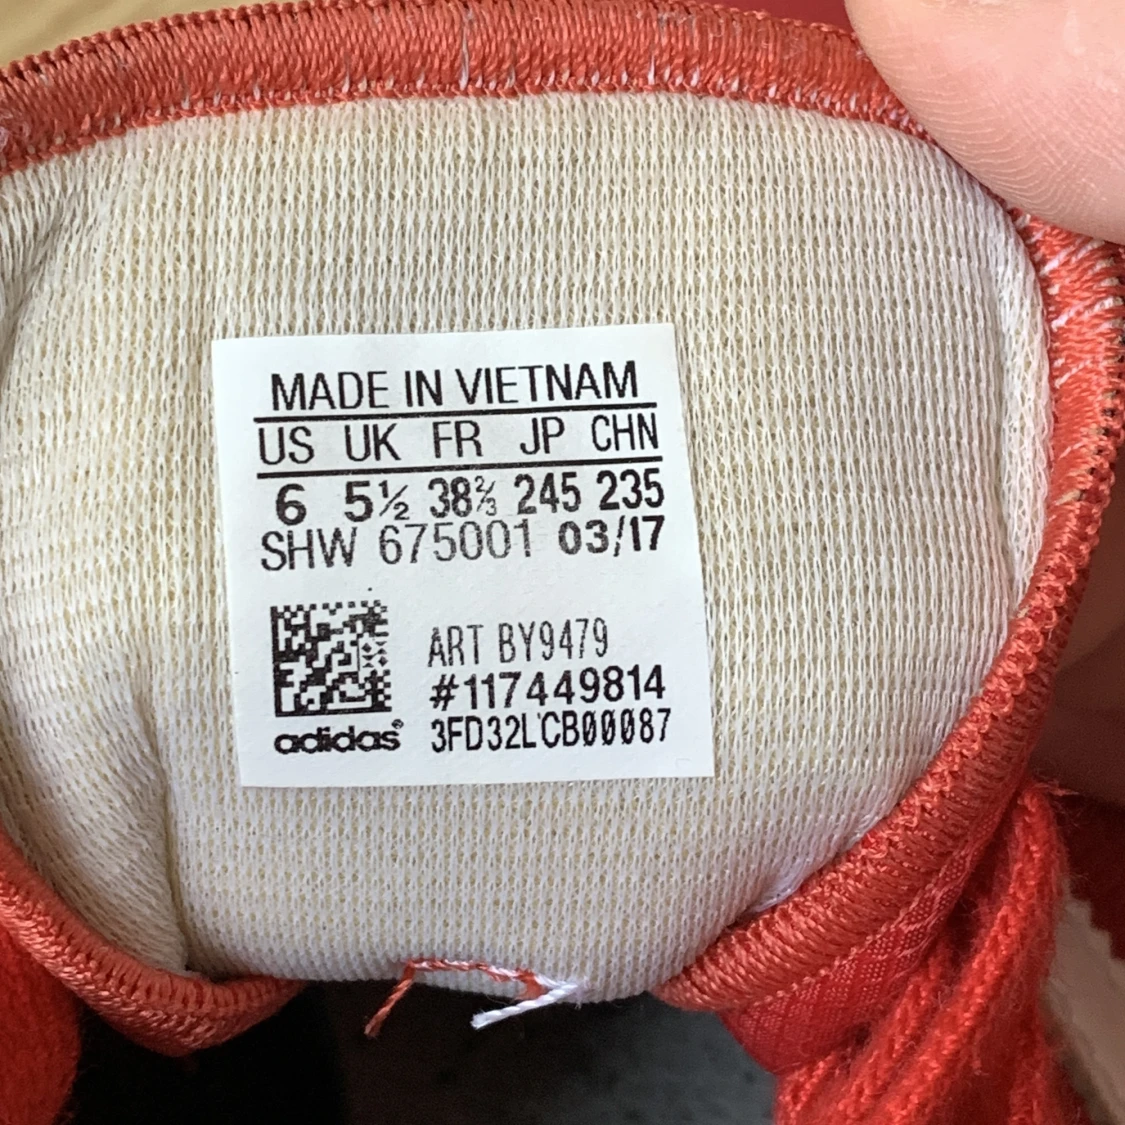 MADE IN VIETNAM
US UK FR JP CHN
6 5½ 38⅔ 245 235
SHW 675001 03/17
ART BY9479
#117449814
adidas® 3FD32LCB00087